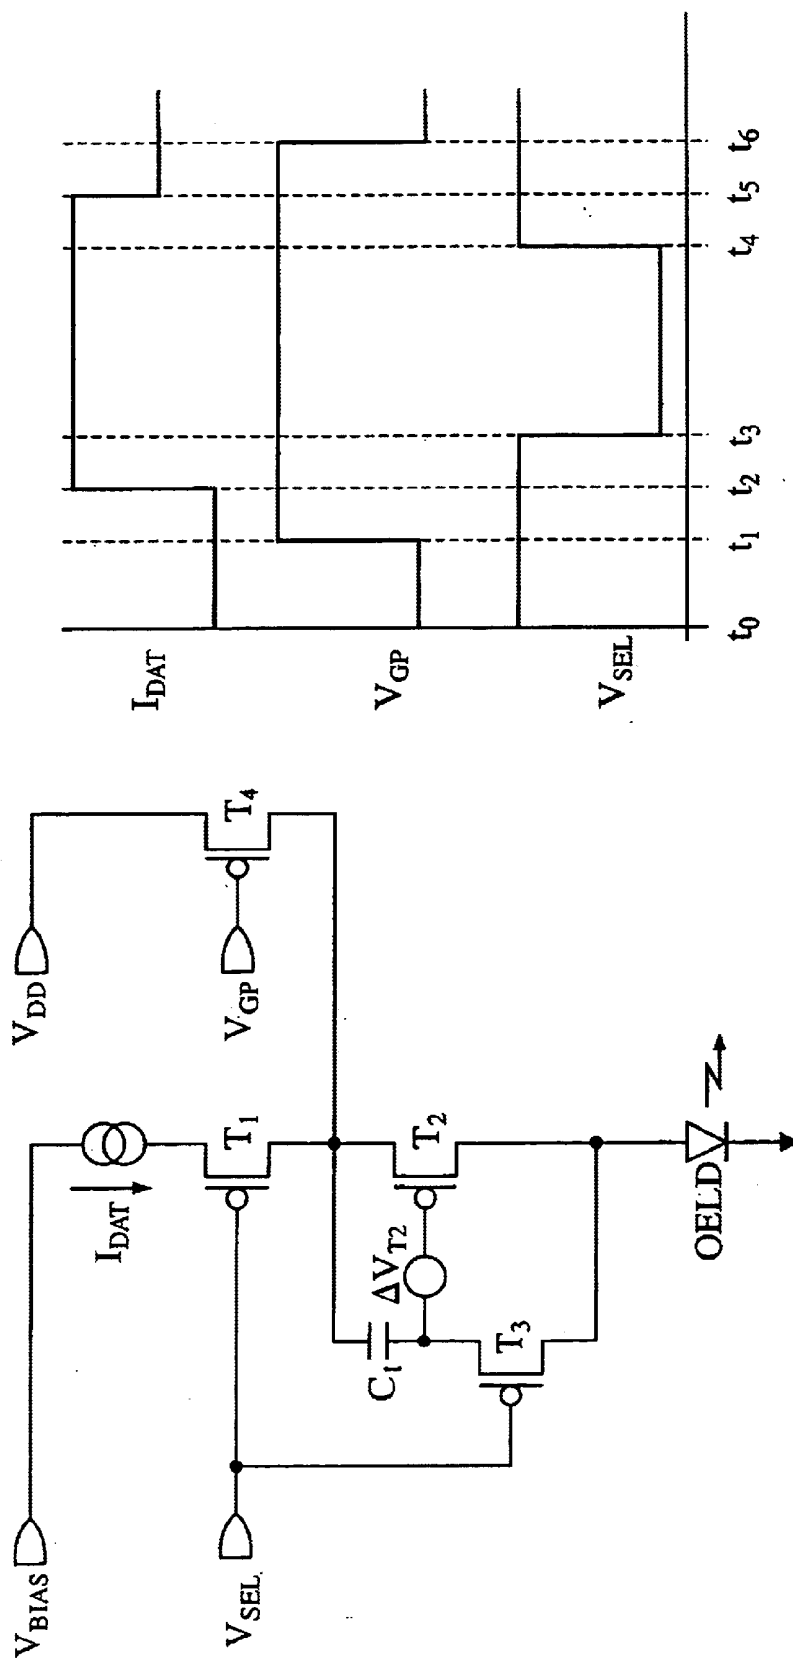 V_BIAS
V_DD
I_DAT
V_SEL
T_1
V_GP
T_4
C_1
ΔV_T2
T_2
T_3
OELD
I_DAT
V_GP
V_SEL
t_0 t_1 t_2 t_3 t_4 t_5 t_6